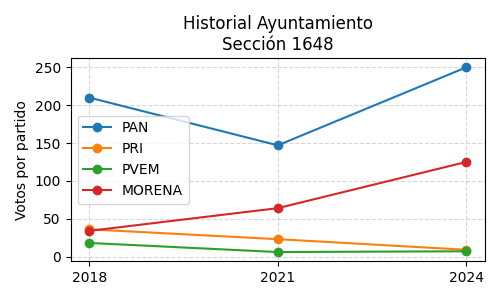 Historial Ayuntamiento
Sección 1648
Votos por partido
250
200
150
100
50
0
PAN
PRI
PVEM
MORENA
2018
2021
2024